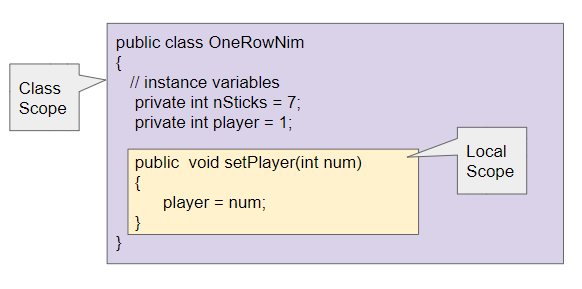 public class OneRowNim
{
// instance variables
private int nSticks = 7;
private int player = 1;
public  void setPlayer(int num)
{
player = num;
}
}
Class
Scope
Local
Scope